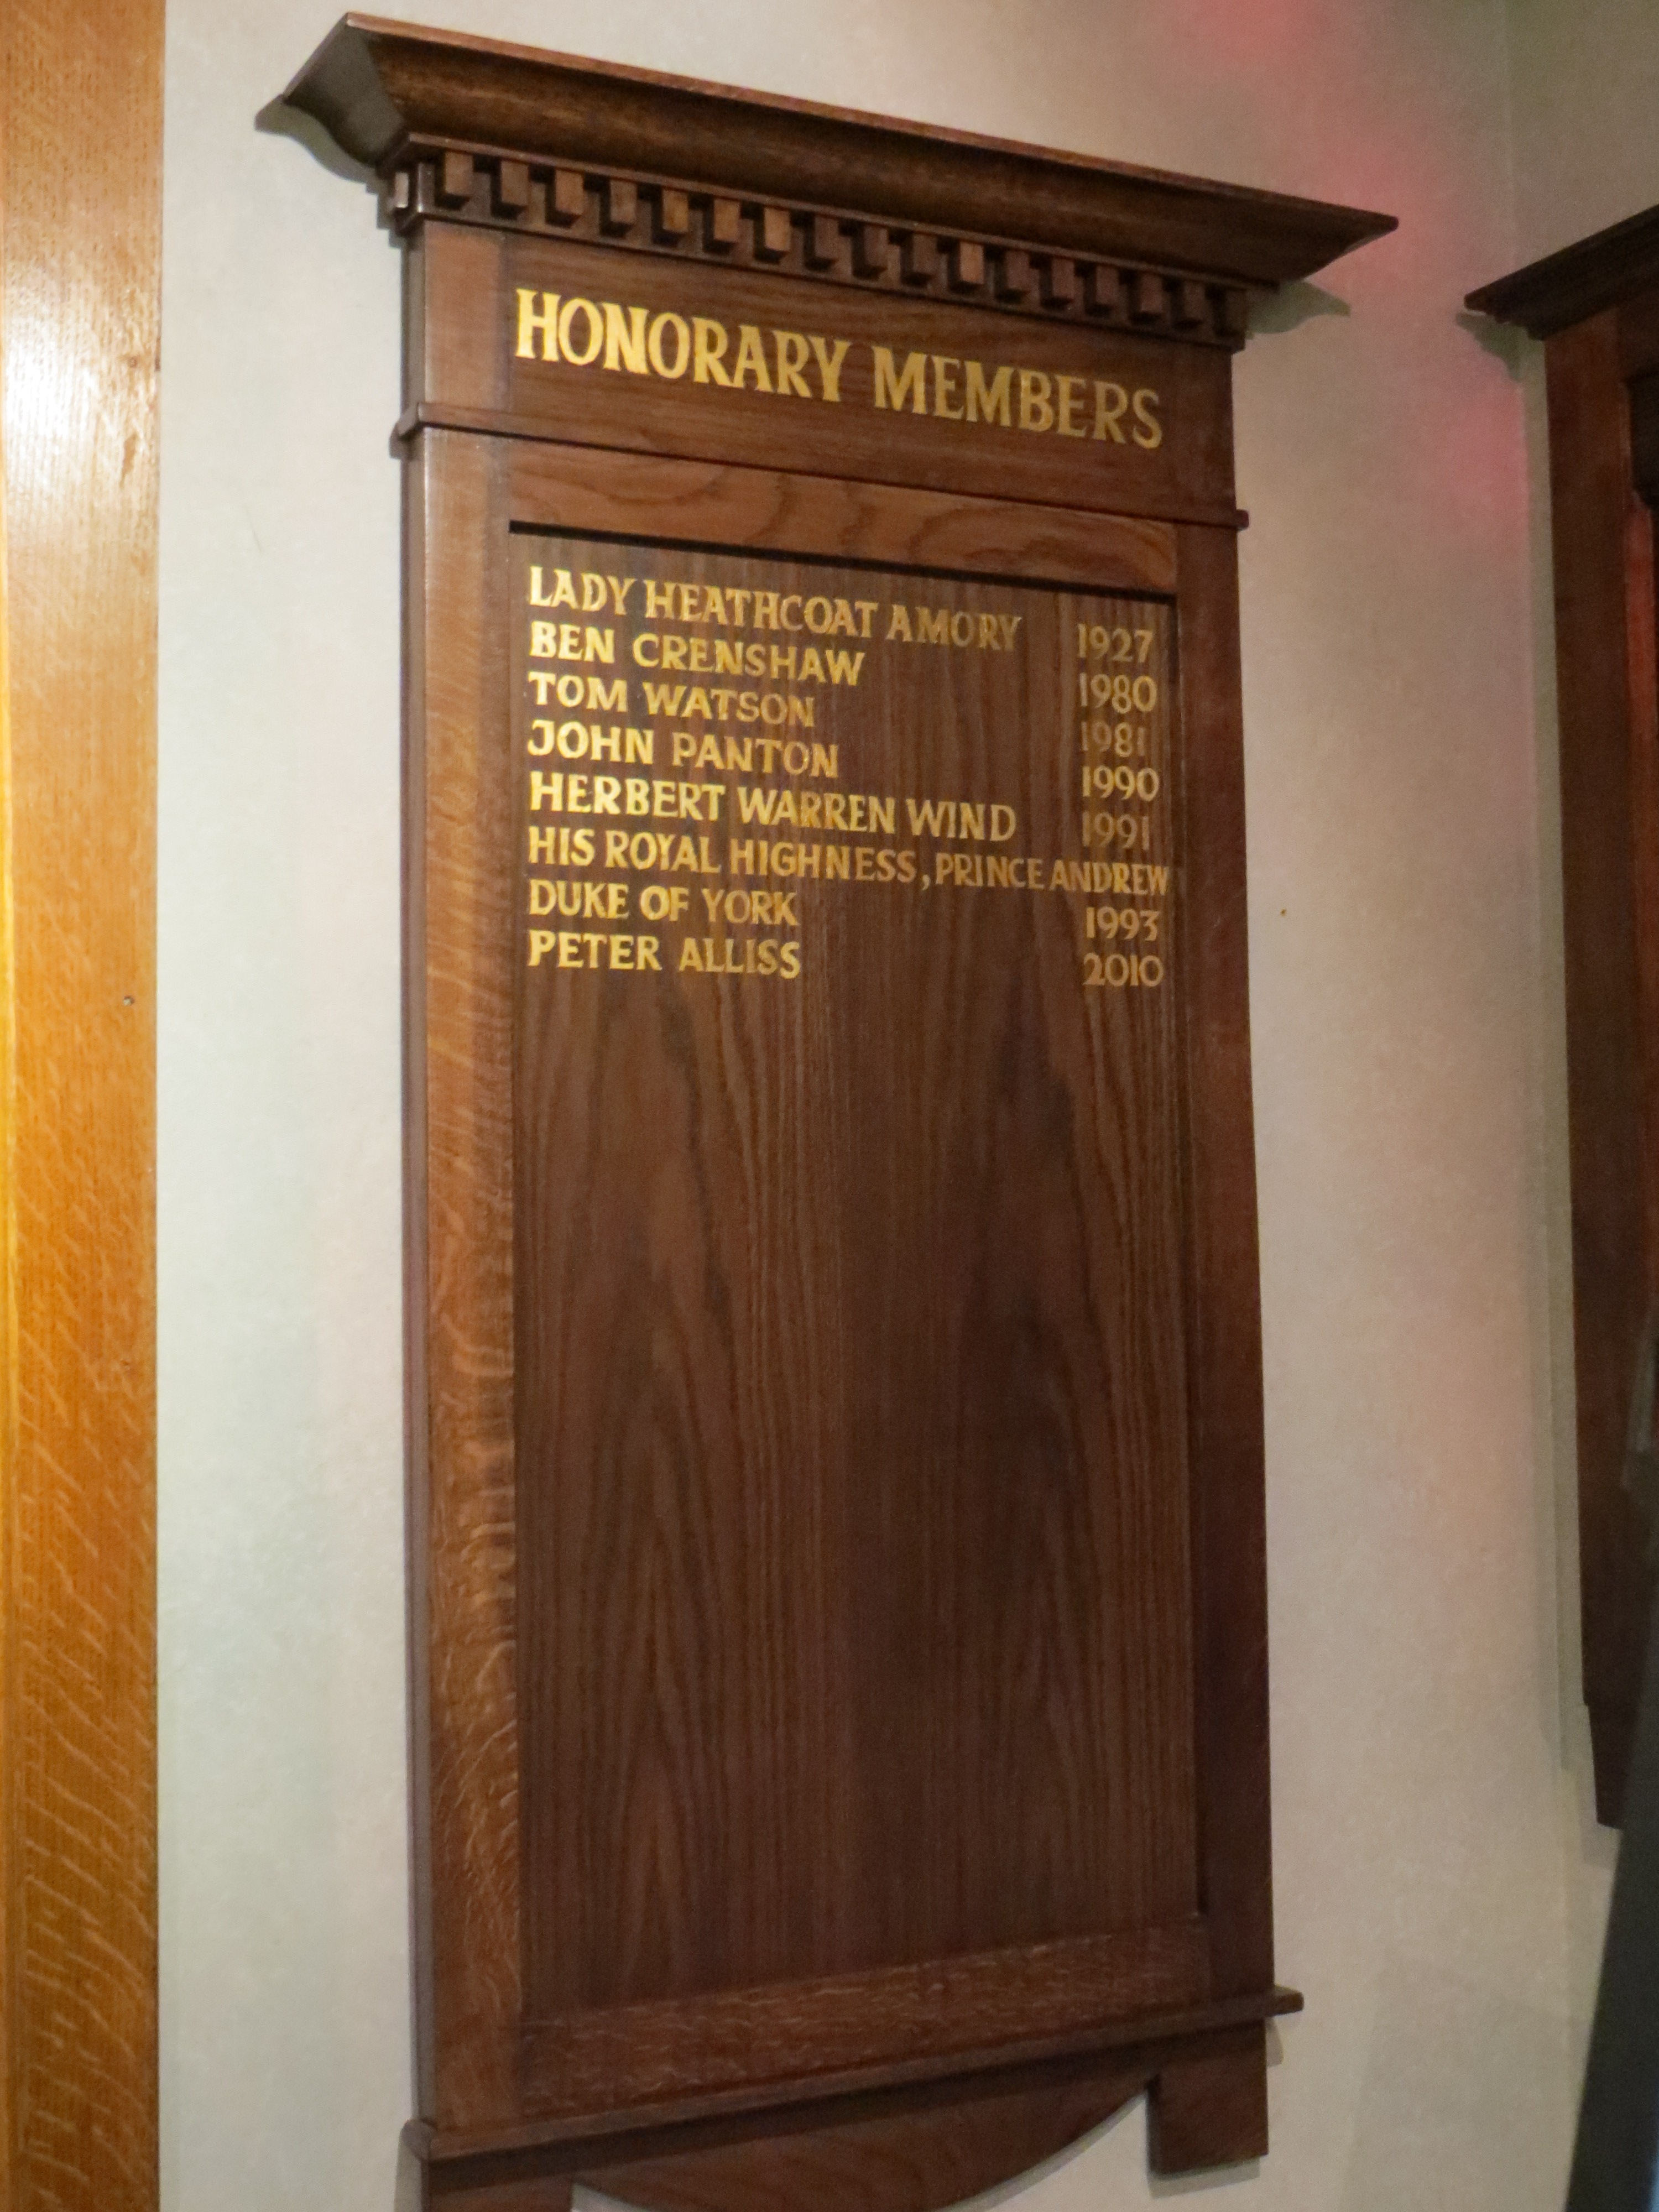 HONORARY MEMBERS
LADY HEATHCOAT AMORY 1927
BEN CRENSHAW 1980
TOM WATSON 1981
JOHN PANTON 1990
HERBERT WARREN WIND 1991
HIS ROYAL HIGHNESS, PRINCE ANDREW
DUKE OF YORK 1993
PETER ALLISS 2010